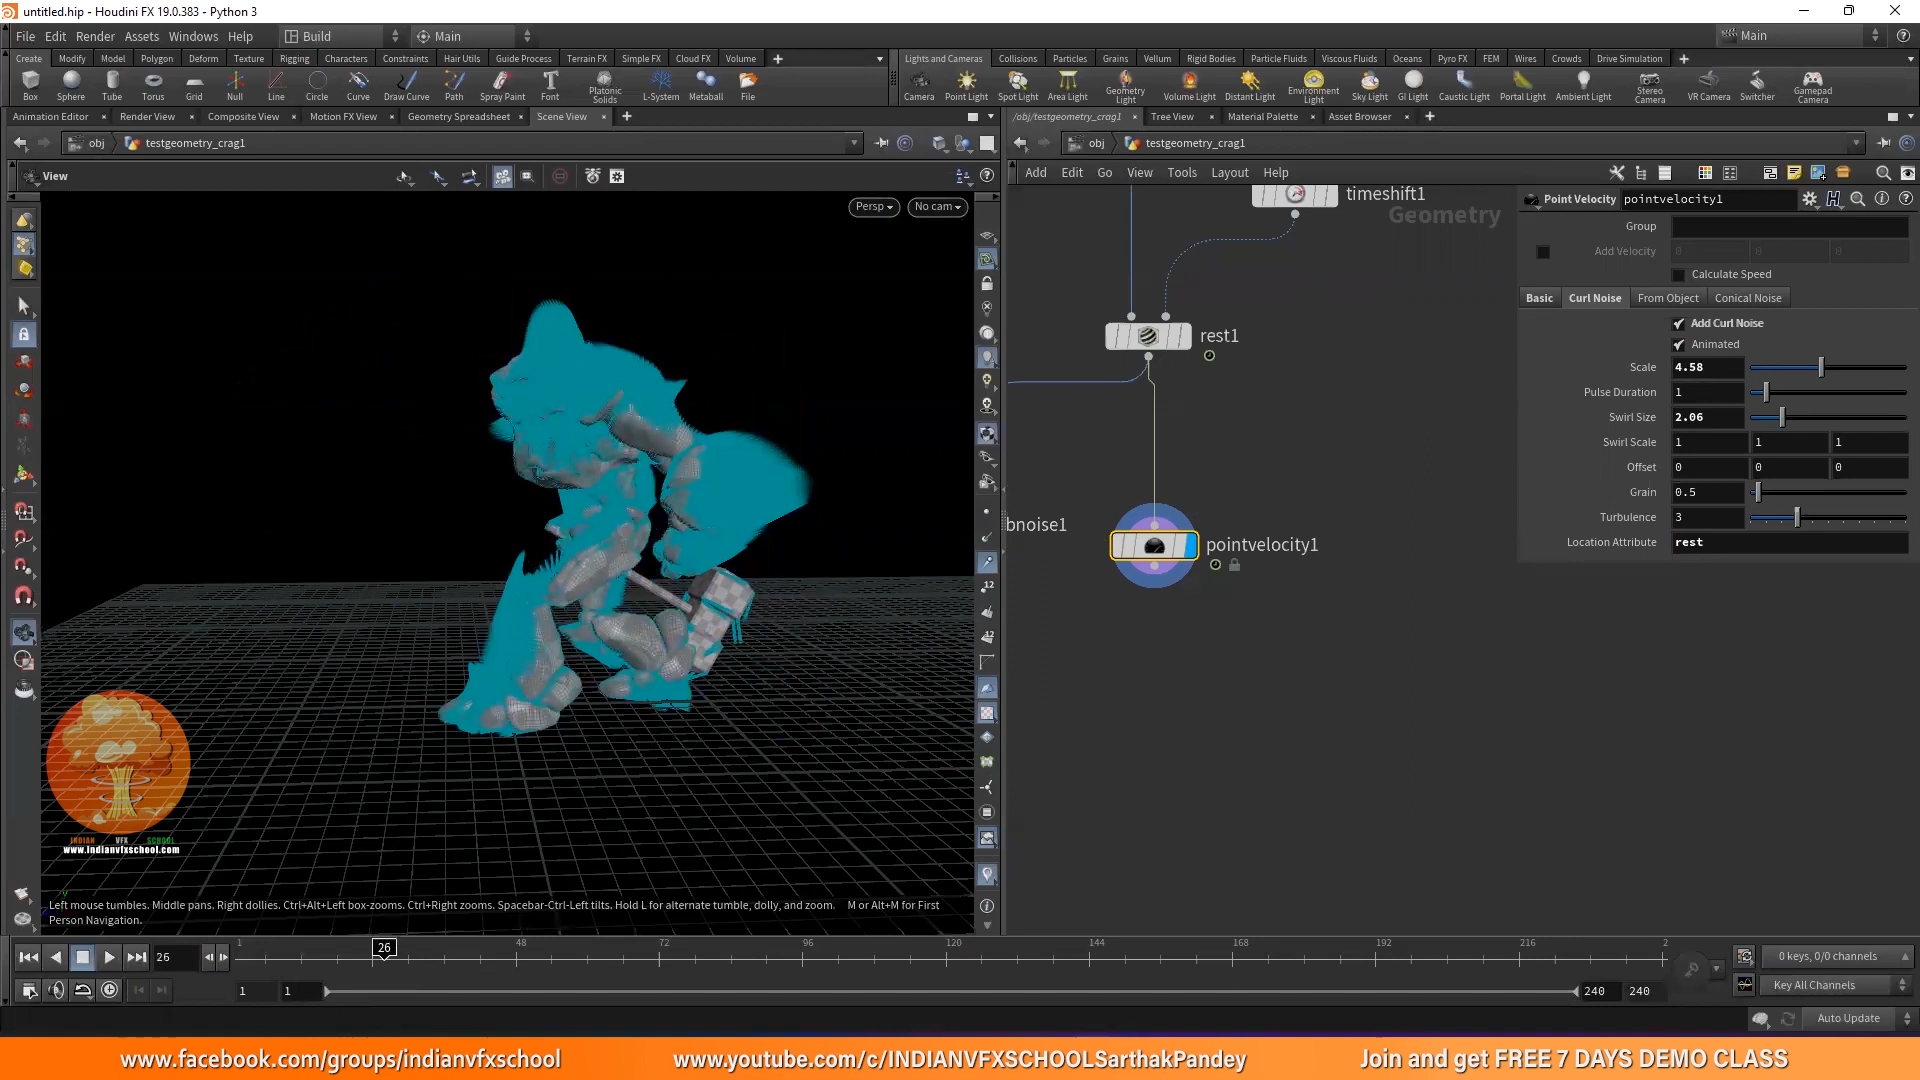 untitled.hip - Houdini FX 19.0.383 - Python 3
File Edit Render Assets Windows Help Build Main Main
Create Modify Model Polygon Deform Texture Rigging Characters Constraints Hair Utils Guide Process Terrain FX Simple FX Cloud FX Volume
Lights and Cameras Collisions Particles Grains Vellum Rigid Bodies Particle Fluids Viscous Fluids Oceans Pyro FX FEM Wires Crowds Drive Simulation
Box Sphere Tube Torus Grid Null Line Circle Curve Draw Curve Path Spray Paint Font Platonic Solids L-System Metaball File
Camera Point Light Spot Light Area Light Geometry Light Volume Light Distant Light Environment Light Sky Light GI Light Caustic Light Portal Light Ambient Light Stereo Camera VR Camera Switcher Gamepad Camera
Animation Editor Render View Composite View Motion FX View Geometry Spreadsheet Scene View
/obj/testgeometry_crag1 Tree View Material Palette Asset Browser
obj testgeometry_crag1
obj testgeometry_crag1
View
Add Edit Go View Tools Layout Help
Persp No cam
timeshift1
Geometry
rest1
bnoise1
pointvelocity1
Point Velocity pointvelocity1
Group
Add Velocity 0 0 0
Calculate Speed
Basic Curl Noise From Object Conical Noise
Add Curl Noise
Animated
Scale 4.58
Pulse Duration 1
Swirl Size 2.06
Swirl Scale 1 1 1
Offset 0 0 0
Grain 0.5
Turbulence 3
Location Attribute rest
12
12
INDIAN VFX SCHOOL
www.indianvfxschool.com
y
Left mouse tumbles. Middle pans. Right dollies. Ctrl+Alt+Left box-zooms. Ctrl+Right zooms. Spacebar-Ctrl-Left tilts. Hold L for alternate tumble, dolly, and zoom. M or Alt+M for First
Person Navigation.
26
1 26 48 72 96 120 144 168 192 216 2
0 keys, 0/0 channels
1 1 240 240
Key All Channels
Auto Update
www.facebook.com/groups/indianvfxschool www.youtube.com/c/INDIANVFXSCHOOLSarthakPandey Join and get FREE 7 DAYS DEMO CLASS